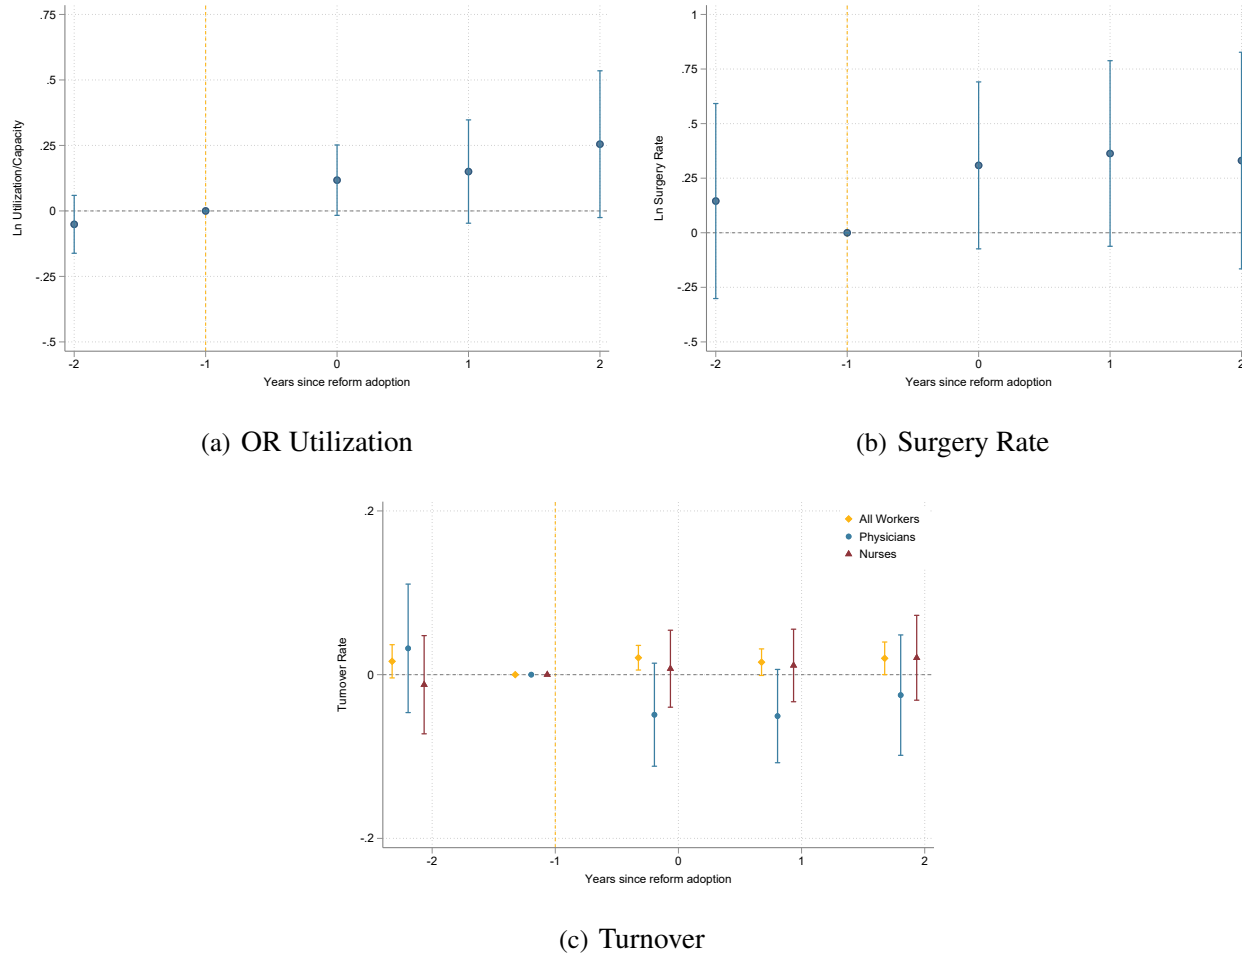 .75
.5
.25
0
-.25
-.5
Ln Utilization/Capacity
-2 -1 0 1 2
Years since reform adoption
(a) OR Utilization
1
.75
.5
.25
0
-.25
-.5
Ln Surgery Rate
-2 -1 0 1 2
Years since reform adoption
(b) Surgery Rate
.2
0
-.2
Turnover Rate
All Workers
Physicians
Nurses
-2 -1 0 1 2
Years since reform adoption
(c) Turnover